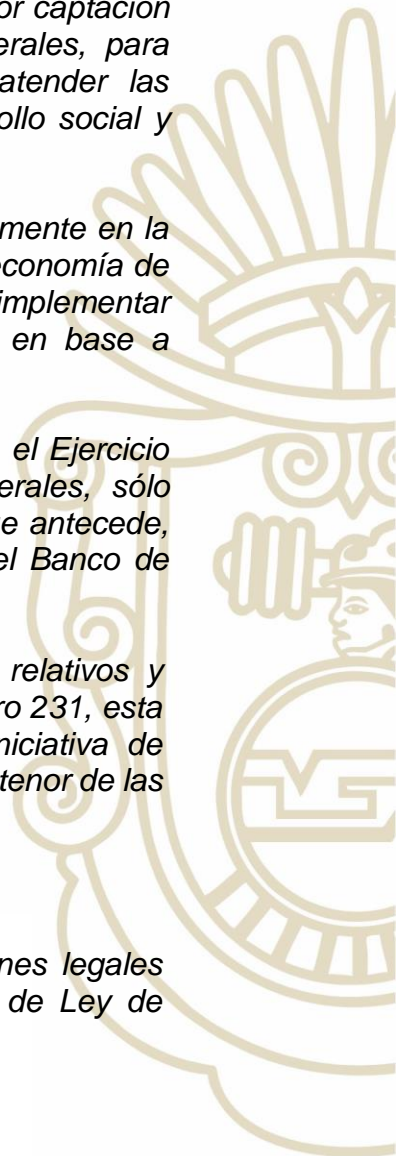 or captación
erales, para
atender las
ollo social y
mente en la
economía de
implementar
en base a
el Ejercicio
erales, sólo
e antecede,
el Banco de
relativos y
ro 231, esta
niciativa de
tenor de las
nes legales
de Ley de